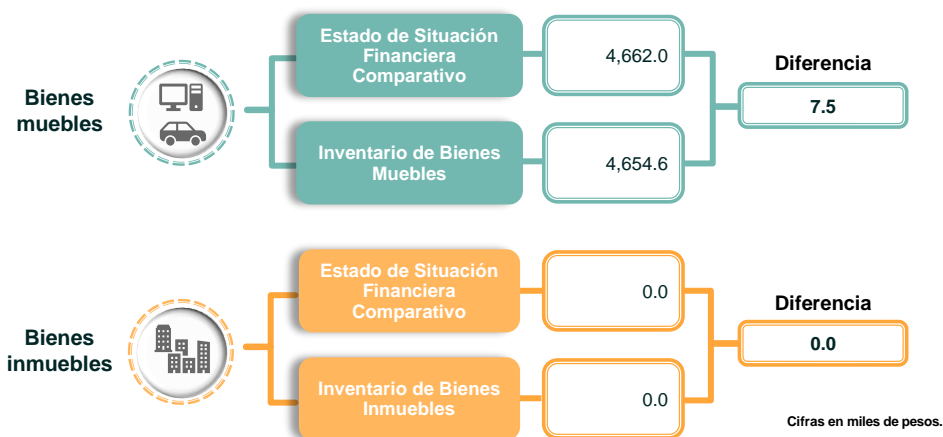 Bienes
muebles
Estado de Situación
Financiera
Comparativo
4,662.0
Inventario de Bienes
Muebles
4,654.6
Diferencia
7.5
Bienes
inmuebles
Estado de Situación
Financiera
Comparativo
0.0
Inventario de Bienes
Inmuebles
0.0
Diferencia
0.0
Cifras en miles de pesos.